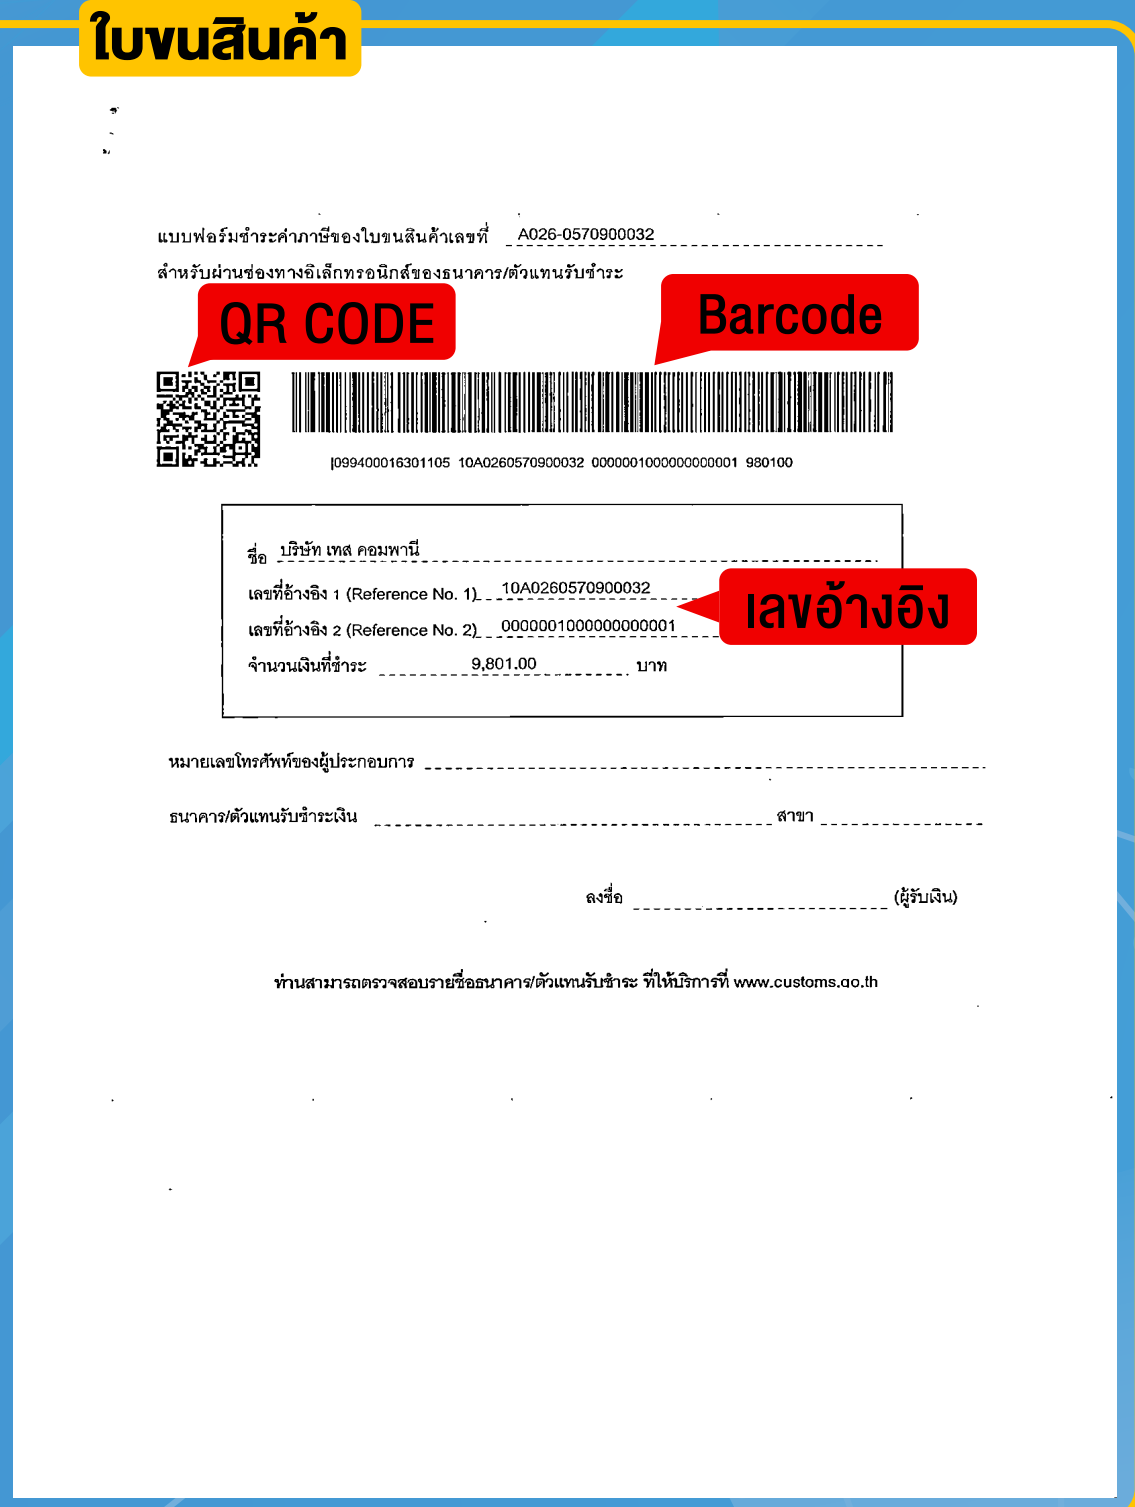 ใบขนสินค้า
แบบฟอร์มชำระค่าภาษีของใบขนสินค้าเลขที่ A026-0570900032
สำหรับผ่านช่องทางอิเล็กทรอนิกส์ของธนาคาร/ตัวแทนรับชำระ
QR CODE
Barcode
|099400016301105 10A0260570900032 0000001000000000001 980100
ชื่อ บริษัท เทส คอมพานี
เลขที่อ้างอิง 1 (Reference No. 1) 10A0260570900032
เลขอ้างอิง
เลขที่อ้างอิง 2 (Reference No. 2) 0000001000000000001
จำนวนเงินที่ชำระ 9,801.00 บาท
หมายเลขโทรศัพท์ของผู้ประกอบการ
ธนาคาร/ตัวแทนรับชำระเงิน สาขา
ลงชื่อ (ผู้รับเงิน)
ท่านสามารถตรวจสอบรายชื่อธนาคาร/ตัวแทนรับชำระ ที่ให้บริการที่ www.customs.go.th